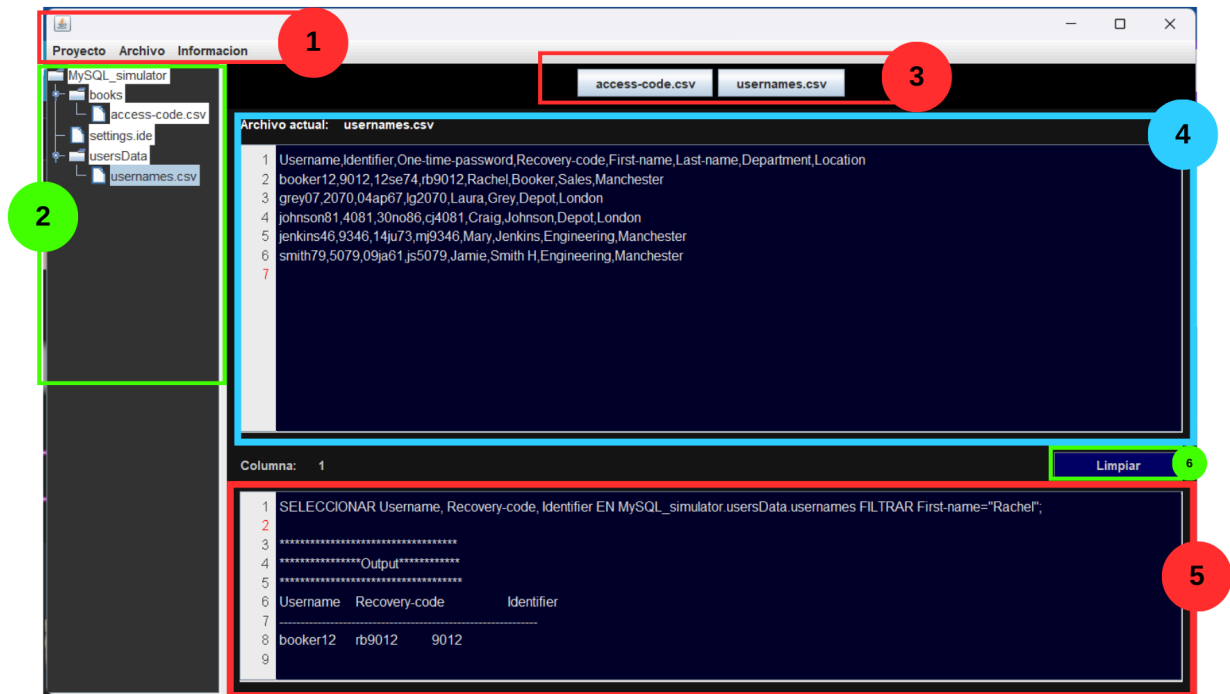 1
Proyecto Archivo Informacion
2
MySQL_simulator
books
access-code.csv
settings.ide
usersData
usernames.csv
3
access-code.csv usernames.csv
4
Archivo actual: usernames.csv
1 Username,Identifier,One-time-password,Recovery-code,First-name,Last-name,Department,Location
2 booker12,9012,12se74,rb9012,Rachel,Booker,Sales,Manchester
3 grey07,2070,04ap67,lg2070,Laura,Grey,Depot,London
4 johnson81,4081,30no86,cj4081,Craig,Johnson,Depot,London
5 jenkins46,9346,14ju73,mj9346,Mary,Jenkins,Engineering,Manchester
6 smith79,5079,09ja61,js5079,Jamie,Smith H,Engineering,Manchester
7
Columna: 1
Limpiar 6
5
1 SELECCIONAR Username, Recovery-code, Identifier EN MySQL_simulator.usersData.usernames FILTRAR First-name="Rachel";
2
3 ***********************************
4 ****************Output************
5 ************************************
6 Username Recovery-code Identifier
7 -------------------------------------------------------------
8 booker12 rb9012 9012
9